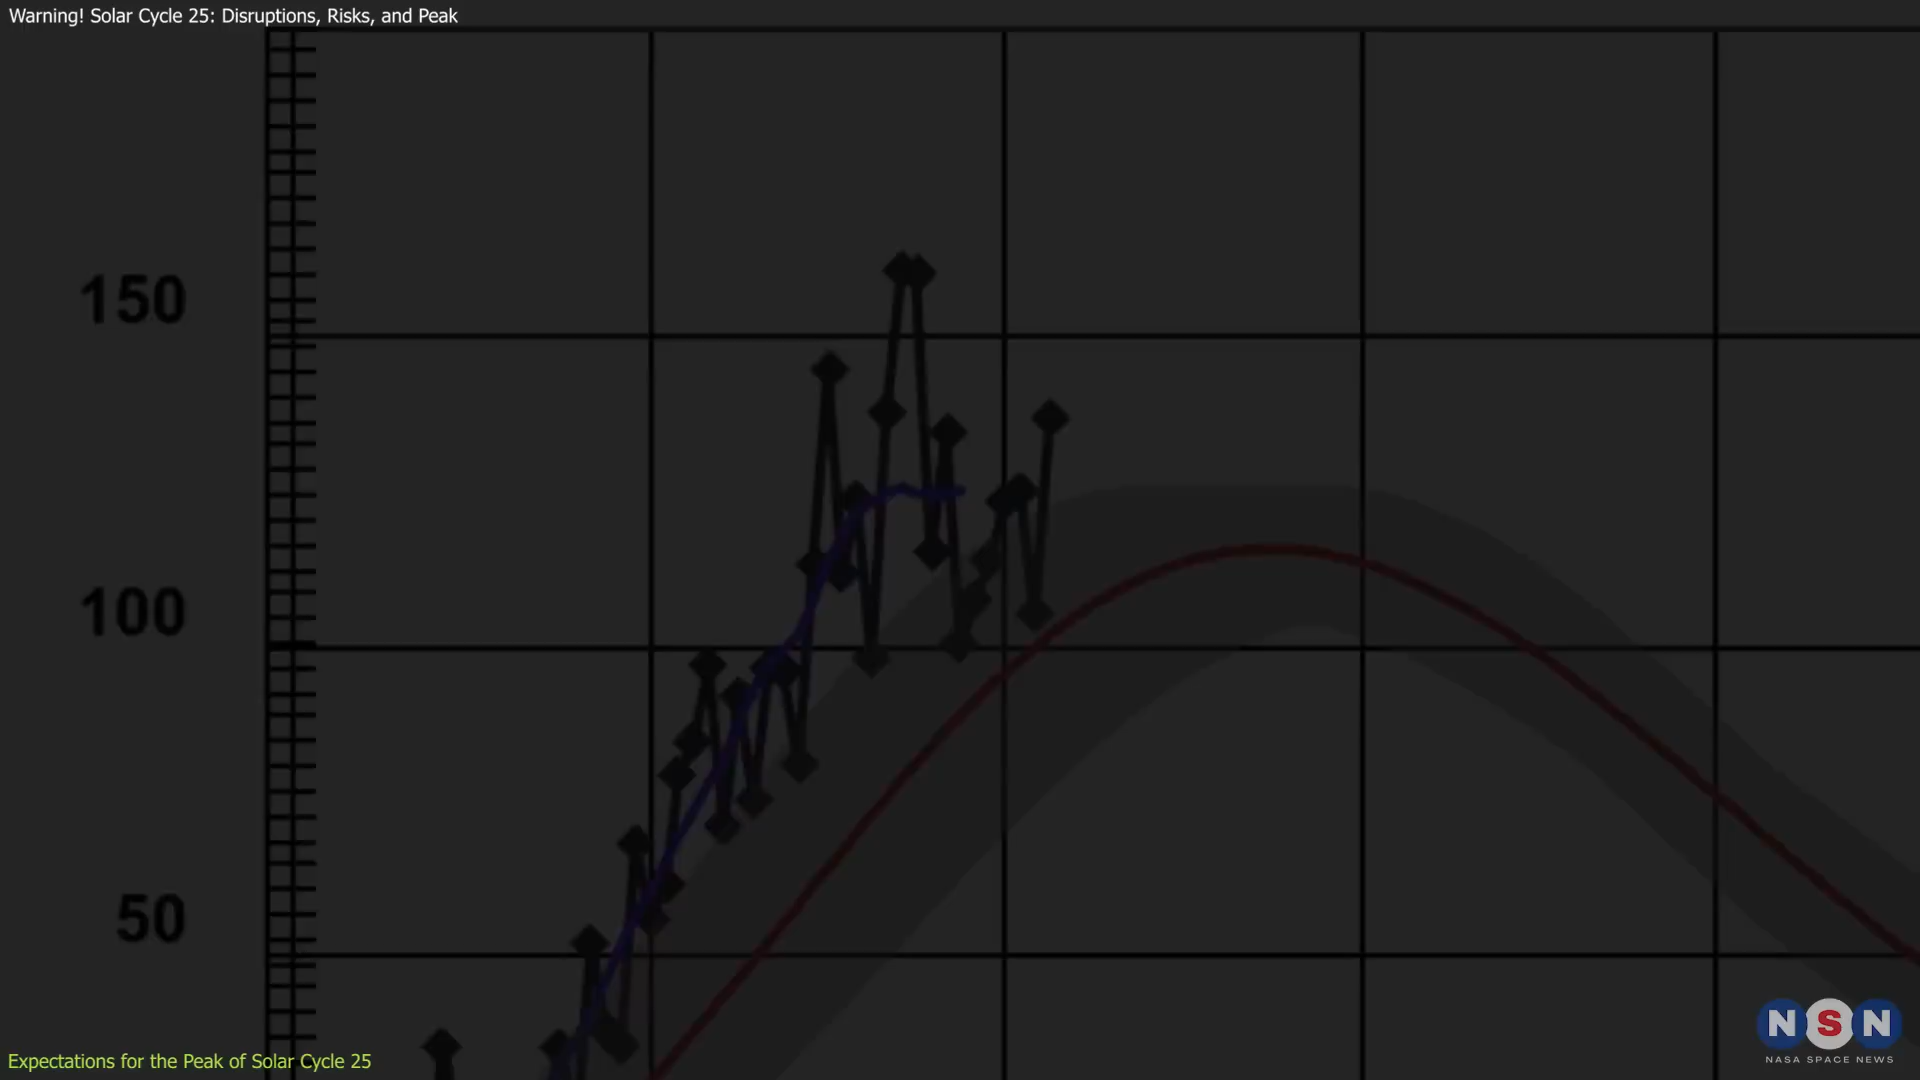 Warning! Solar Cycle 25: Disruptions, Risks, and Peak
150
100
50
Expectations for the Peak of Solar Cycle 25
NSN
NASA SPACE NEWS